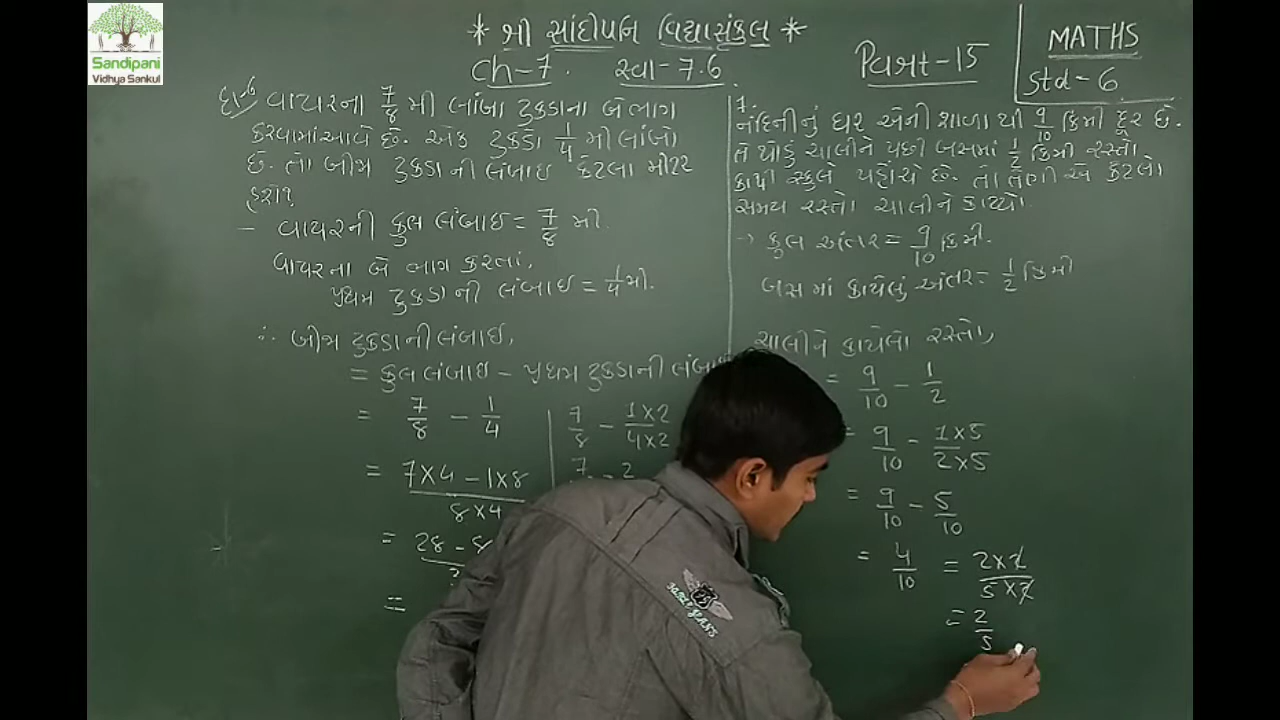 Sandipani
Vidhya Sankul
* શ્રી સાંદીપની વિદ્યાસંકુલ *
ch-7. સ્વા-7.6
Part-15
MATHS
Std-6
દા-6 વાયરના 7/8 મી લાંબા ટુકડાના બે ભાગ
કરવામાં આવે છે. એક ટુકડો 1/4 મી લાંબો
છે. તો બીજા ટુકડાની લંબાઇ કેટલા મીટર
હશે?
- વાયરની કુલ લંબાઇ = 7/8 મી.
વાયરના બે ભાગ કરતાં,
પ્રથમ ટુકડાની લંબાઇ = 1/4 મી.
∴ બીજા ટુકડાની લંબાઇ,
= કુલ લંબાઇ - પ્રથમ ટુકડાની
= 7/8 - 1/4
= 7×4 - 1×8 / 8×4
= 28 - 8
=
7/8 - 1×2/4×2
7 - 2
7.
નંદિનીનું ઘર એની શાળા થી 9/10 કિમી દૂર છે.
તે થોડું ચાલીને પછી બસમાં 1/2 કિમી રસ્તો
કાપી સ્કુલે પહોંચે છે. તો તેણી એ કેટલો
સમય રસ્તો ચાલીને કાપ્યો.
→ કુલ અંતર = 9/10 કિમી.
બસ માં કાપેલું અંતર = 1/2 કિમી
ચાલીને કાપેલો રસ્તો,
= 9/10 - 1/2
= 9/10 - 1×5/2×5
= 9/10 - 5/10
= 4/10 = 2×2/5×2
= 2/5